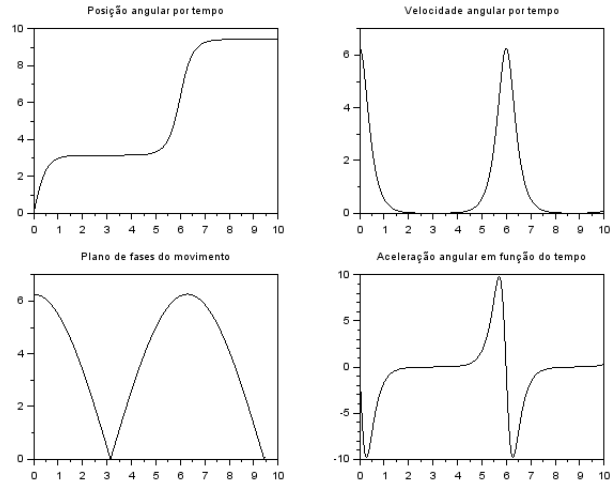 Posição angular por tempo
10
8
6
4
2
0
0 1 2 3 4 5 6 7 8 9 10
Velocidade angular por tempo
6
4
2
0
0 1 2 3 4 5 6 7 8 9 10
Plano de fases do movimento
6
4
2
0
0 1 2 3 4 5 6 7 8 9 10
Aceleração angular em função do tempo
10
5
0
-5
-10
0 1 2 3 4 5 6 7 8 9 10